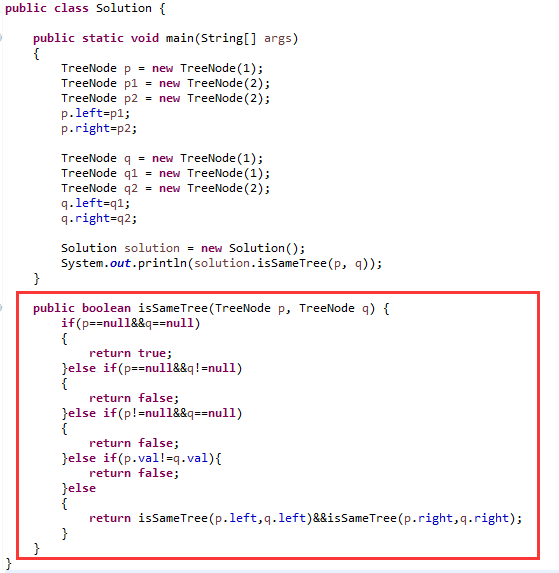 public class Solution {
public static void main(String[] args)
{
TreeNode p = new TreeNode(1);
TreeNode p1 = new TreeNode(2);
TreeNode p2 = new TreeNode(2);
p.left=p1;
p.right=p2;
TreeNode q = new TreeNode(1);
TreeNode q1 = new TreeNode(1);
TreeNode q2 = new TreeNode(2);
q.left=q1;
q.right=q2;
Solution solution = new Solution();
System.out.println(solution.isSameTree(p, q));
}
public boolean isSameTree(TreeNode p, TreeNode q) {
if(p==null&&q==null)
{
return true;
}else if(p==null&&q!=null)
{
return false;
}else if(p!=null&&q==null)
{
return false;
}else if(p.val!=q.val){
return false;
}else
{
return isSameTree(p.left,q.left)&&isSameTree(p.right,q.right);
}
}
}